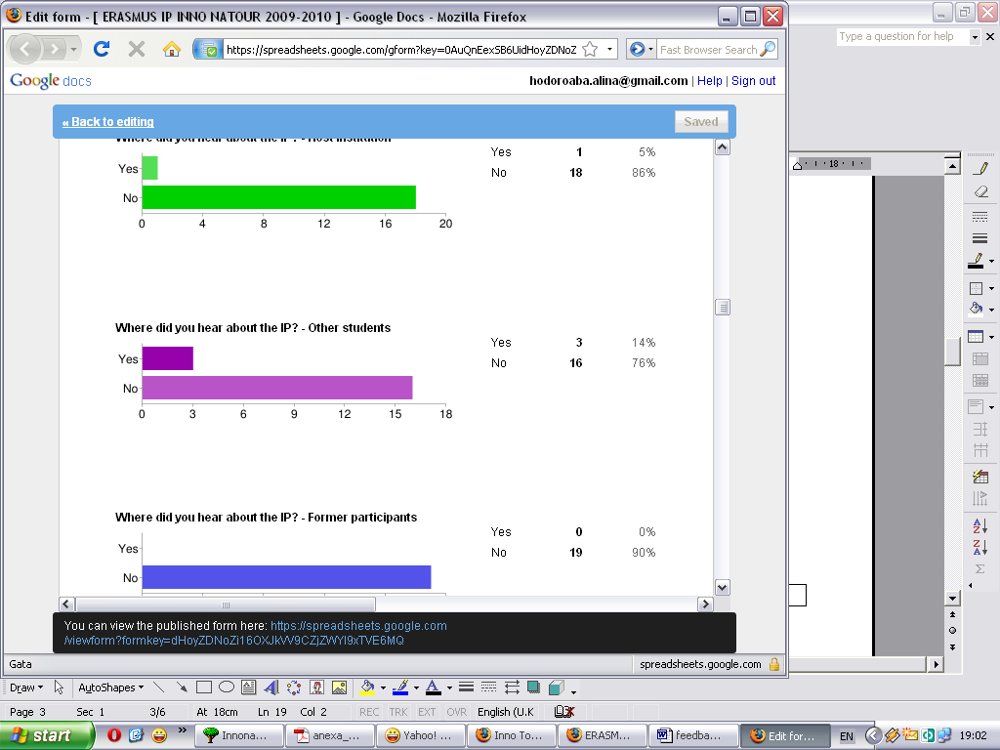 Edit form - [ ERASMUS IP INNO NATOUR 2009-2010 ] - Google Docs - Mozilla Firefox
Type a question for help
https://spreadsheets.google.com/gform?key=0AuQnEexSB6UidHoyZDNoZ
Fast Browser Search
Google docs
hodoroaba.alina@gmail.com | Help | Sign out
« Back to editing
Saved
Where did you hear about the IP? - Host institution
Yes 1 5%
No 18 86%
Yes
No
0 4 8 12 16 20
18
Where did you hear about the IP? - Other students
Yes 3 14%
No 16 76%
Yes
No
0 3 6 9 12 15 18
Where did you hear about the IP? - Former participants
Yes 0 0%
No 19 90%
Yes
No
You can view the published form here: https://spreadsheets.google.com
/viewform?formkey=dHoyZDNoZi16OXJkVV9CZjZWYl9xTVE6MQ
Gata
spreadsheets.google.com
Draw AutoShapes
Page 3 Sec 1 3/6 At 18cm Ln 19 Col 2 REC TRK EXT OVR English (U.K
start
Innona...
anexa_...
Yahoo! ...
Inno To...
ERASM...
feedba...
Edit for...
EN
19:02